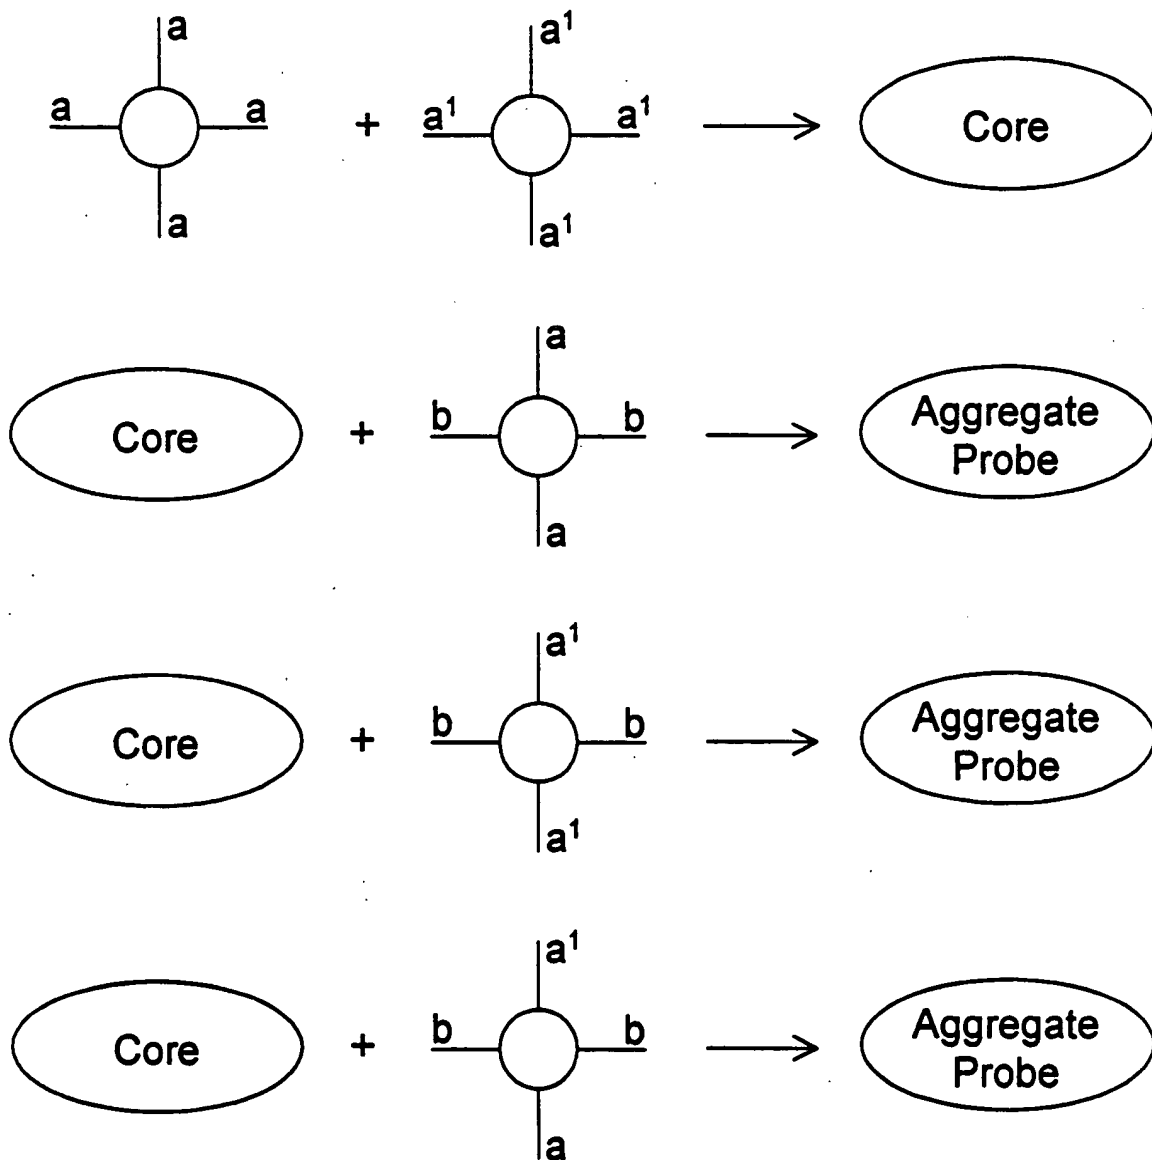 a a¹
a a + a¹ a¹ Core
a a¹
a
Core + b b Aggregate
Probe
a
a¹
Core + b b Aggregate
Probe
a¹
a¹
Core + b b Aggregate
Probe
a